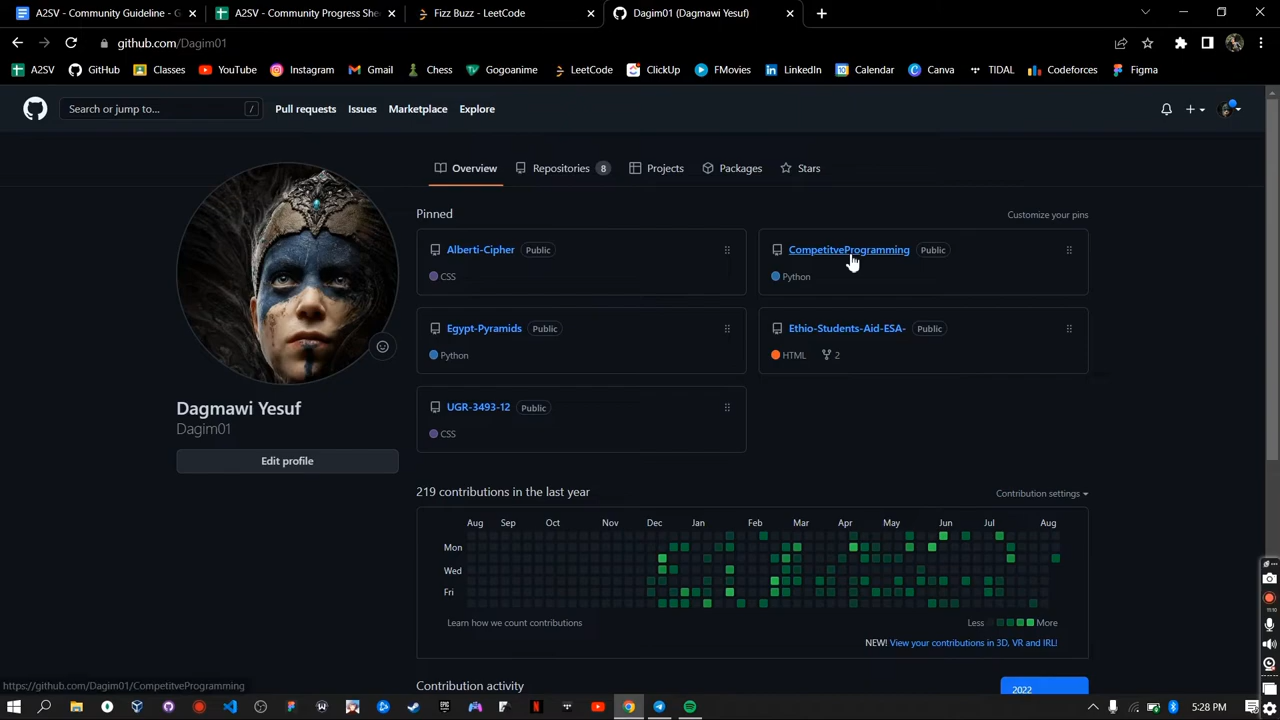 A2SV - Community Guideline - G
A2SV - Community Progress She
Fizz Buzz - LeetCode
Dagim01 (Dagmawi Yesuf)
github.com/Dagim01
A2SV GitHub Classes YouTube Instagram Gmail Chess Gogoanime LeetCode ClickUp FMovies LinkedIn Calendar Canva TIDAL Codeforces Figma
Search or jump to... / Pull requests Issues Marketplace Explore
Overview Repositories 8 Projects Packages Stars
Pinned Customize your pins
Alberti-Cipher Public
CSS
CompetitveProgramming Public
Python
Egypt-Pyramids Public
Python
Ethio-Students-Aid-ESA- Public
HTML 2
UGR-3493-12 Public
CSS
Dagmawi Yesuf
Dagim01
Edit profile
219 contributions in the last year Contribution settings
Aug Sep Oct Nov Dec Jan Feb Mar Apr May Jun Jul Aug
Mon
Wed
Fri
Learn how we count contributions Less More
NEW! View your contributions in 3D, VR and IRL!
Contribution activity
2022
https://github.com/Dagim01/CompetitveProgramming
11:10
5:28 PM